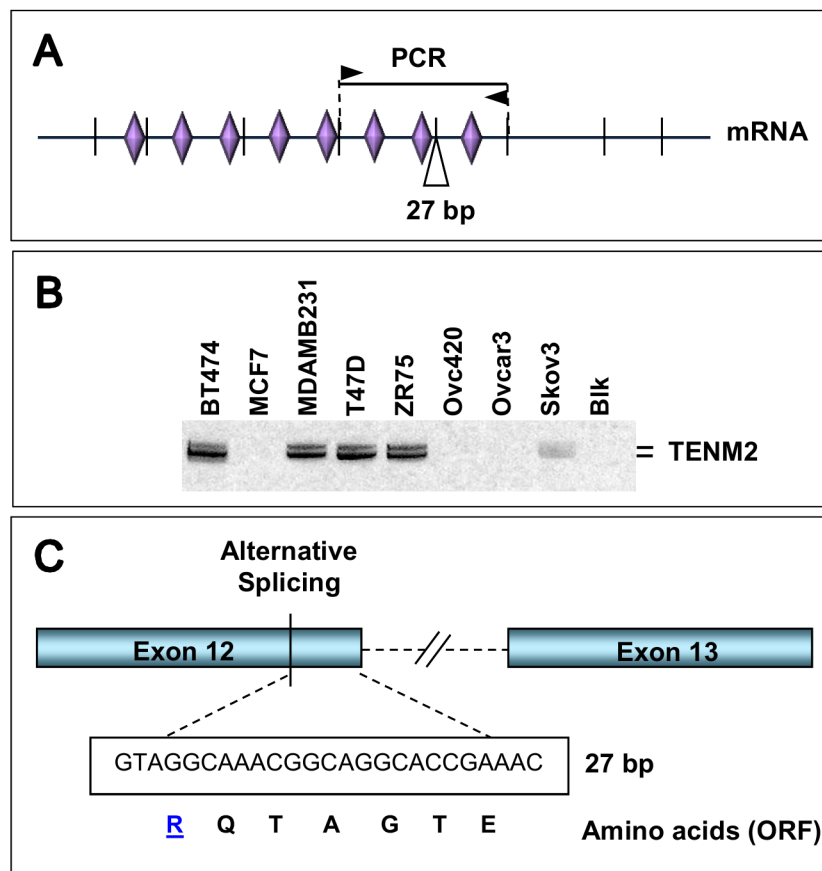 A
PCR
mRNA
27 bp
B
BT474
MCF7
MDAMB231
T47D
ZR75
Ovc420
Ovcar3
Skov3
Blk
= TENM2
C
Alternative
Splicing
Exon 12
Exon 13
GTAGGCAAACGGCAGGCACCGAAAC
27 bp
R Q T A G T E
Amino acids (ORF)